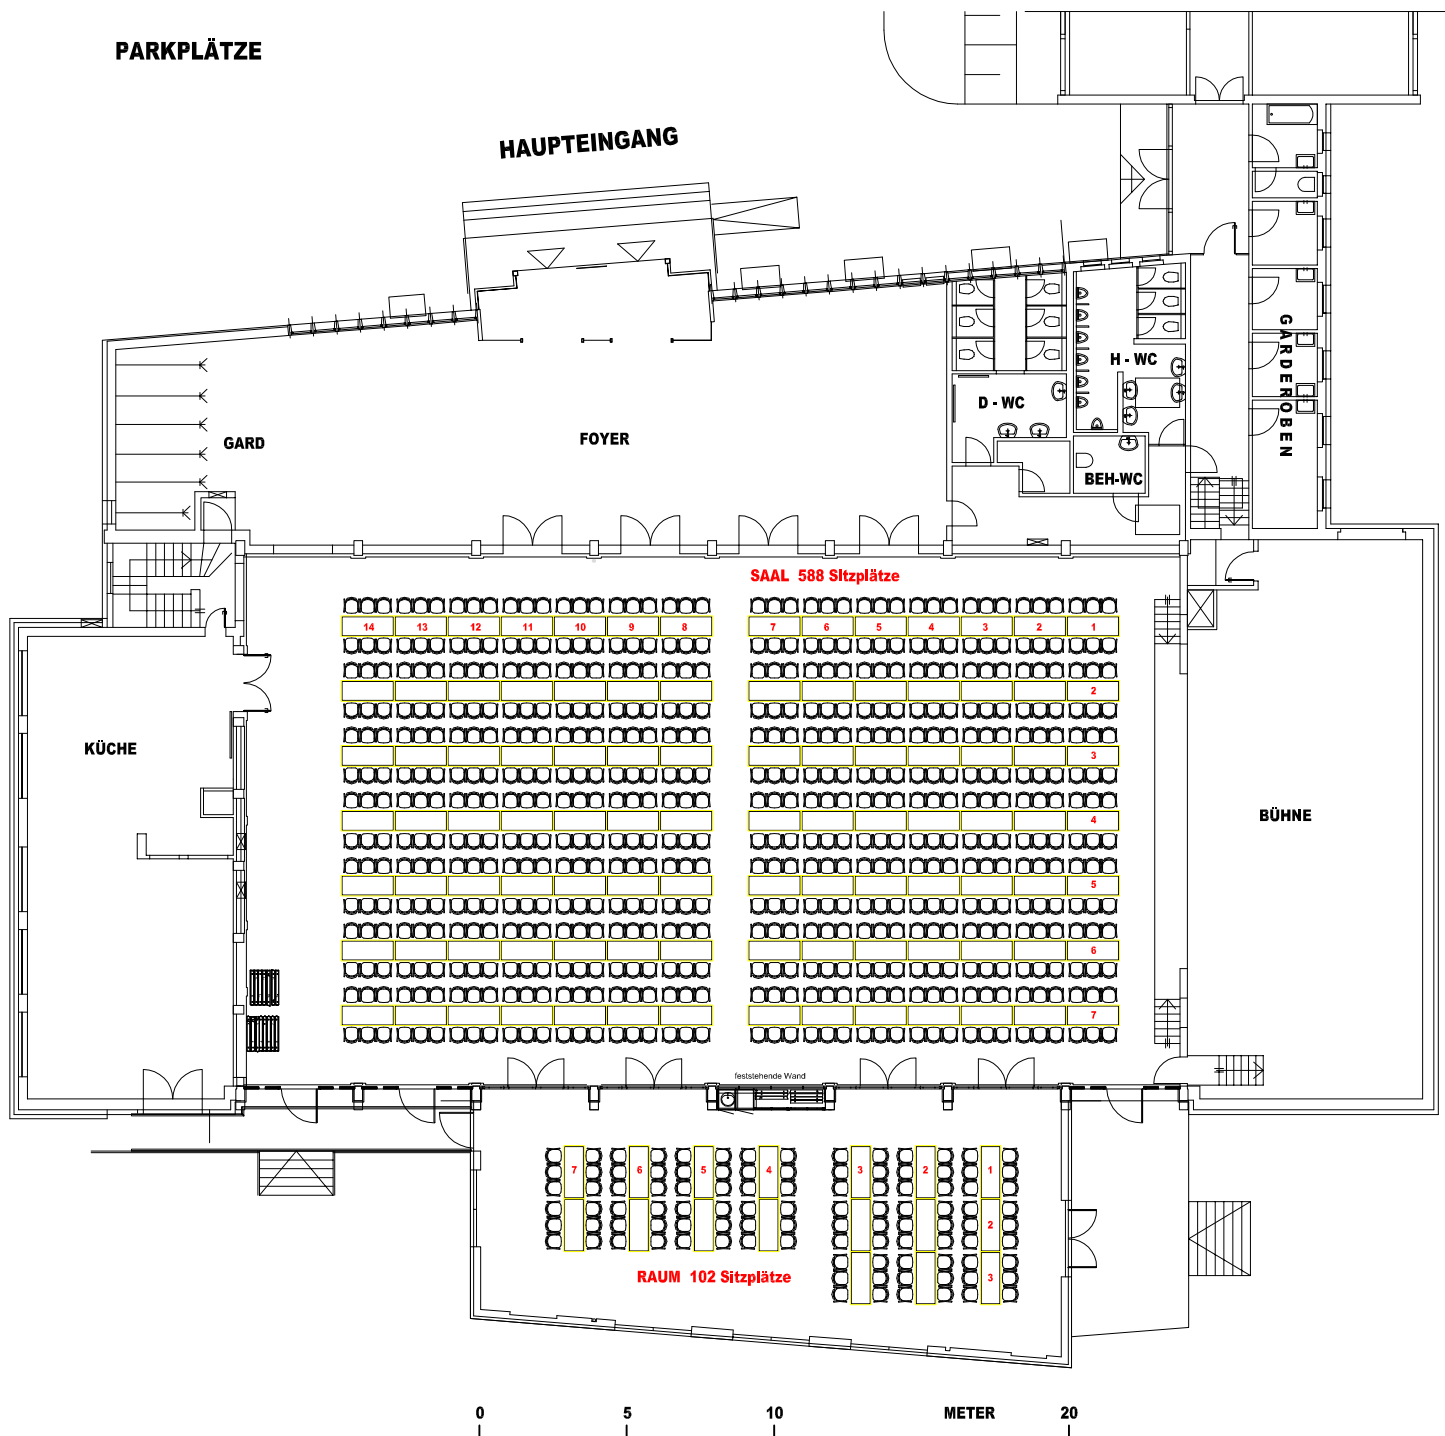 PARKPLÄTZE
HAUPTEINGANG
H - WC
D - WC
GARD
FOYER
BEH-WC
GARDEROBEN
SAAL 588 SItzplätze
14 13 12 11 10 9 8 7 6 5 4 3 2 1
2
3
4
5
6
7
KÜCHE
BÜHNE
feststehende Wand
7 6 5 4 3 2 1
2
3
RAUM 102 Sitzplätze
0 5 10 METER 20